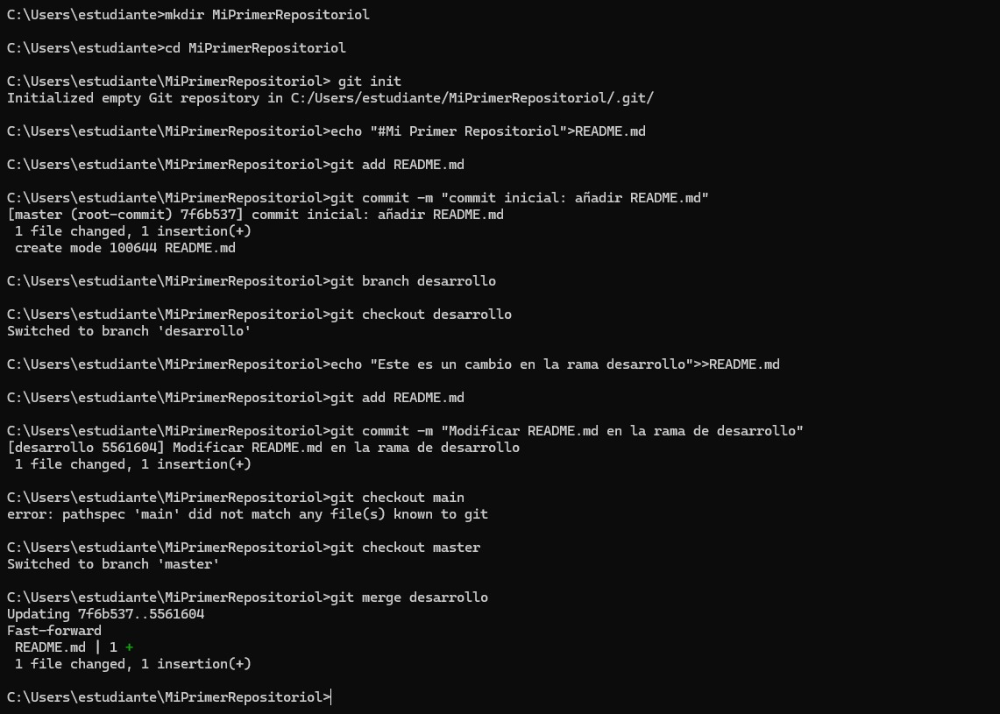 C:\Users\estudiante>mkdir MiPrimerRepositoriol
C:\Users\estudiante>cd MiPrimerRepositoriol
C:\Users\estudiante\MiPrimerRepositoriol> git init
Initialized empty Git repository in C:/Users/estudiante/MiPrimerRepositoriol/.git/
C:\Users\estudiante\MiPrimerRepositoriol>echo "#Mi Primer Repositoriol">README.md
C:\Users\estudiante\MiPrimerRepositoriol>git add README.md
C:\Users\estudiante\MiPrimerRepositoriol>git commit -m "commit inicial: añadir README.md"
[master (root-commit) 7f6b537] commit inicial: añadir README.md
 1 file changed, 1 insertion(+)
 create mode 100644 README.md
C:\Users\estudiante\MiPrimerRepositoriol>git branch desarrollo
C:\Users\estudiante\MiPrimerRepositoriol>git checkout desarrollo
Switched to branch 'desarrollo'
C:\Users\estudiante\MiPrimerRepositoriol>echo "Este es un cambio en la rama desarrollo">>README.md
C:\Users\estudiante\MiPrimerRepositoriol>git add README.md
C:\Users\estudiante\MiPrimerRepositoriol>git commit -m "Modificar README.md en la rama de desarrollo"
[desarrollo 5561604] Modificar README.md en la rama de desarrollo
 1 file changed, 1 insertion(+)
C:\Users\estudiante\MiPrimerRepositoriol>git checkout main
error: pathspec 'main' did not match any file(s) known to git
C:\Users\estudiante\MiPrimerRepositoriol>git checkout master
Switched to branch 'master'
C:\Users\estudiante\MiPrimerRepositoriol>git merge desarrollo
Updating 7f6b537..5561604
Fast-forward
 README.md | 1 +
 1 file changed, 1 insertion(+)
C:\Users\estudiante\MiPrimerRepositoriol>